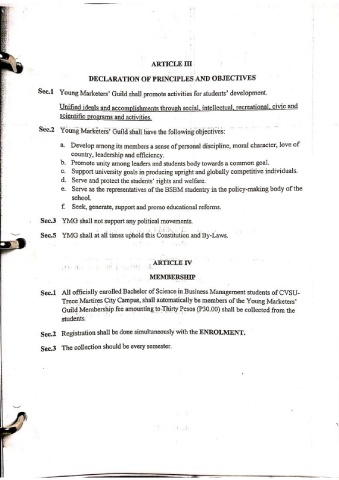 ARTICLE III
DECLARATION OF PRINCIPLES AND OBJECTIVES
Sec.1 Young Marketers' Guild shall promote activities for students' development.
Unified ideals and accomplishments through social, intellectual, recreational, civic and
scientific programs and activities.
Sec.2 Young Marketers' Guild shall have the following objectives:
a. Develop among its members a sense of personal discipline, moral character, love of
country, leadership and efficiency.
b. Promote unity among leaders and students body towards a common goal.
c. Support university goals in producing upright and globally competitive individuals.
d. Serve and protect the students' rights and welfare.
e. Serve as the representatives of the BSBM studentry in the policy-making body of the
school.
f. Seek, generate, support and promo educational reforms.
Sec.3 YMG shall not support any political movements.
Sec.5 YMG shall at all times uphold this Constitution and By-Laws.
ARTICLE IV
MEMBERSHIP
Sec.1 All officially enrolled Bachelor of Science in Business Management students of CVSU-
Trece Martires City Campus, shall automatically be members of the Young Marketers'
Guild Membership fee amounting to Thirty Pesos (P30.00) shall be collected from the
students.
Sec.2 Registration shall be done simultaneously with the ENROLMENT.
Sec.3 The collection should be every semester.